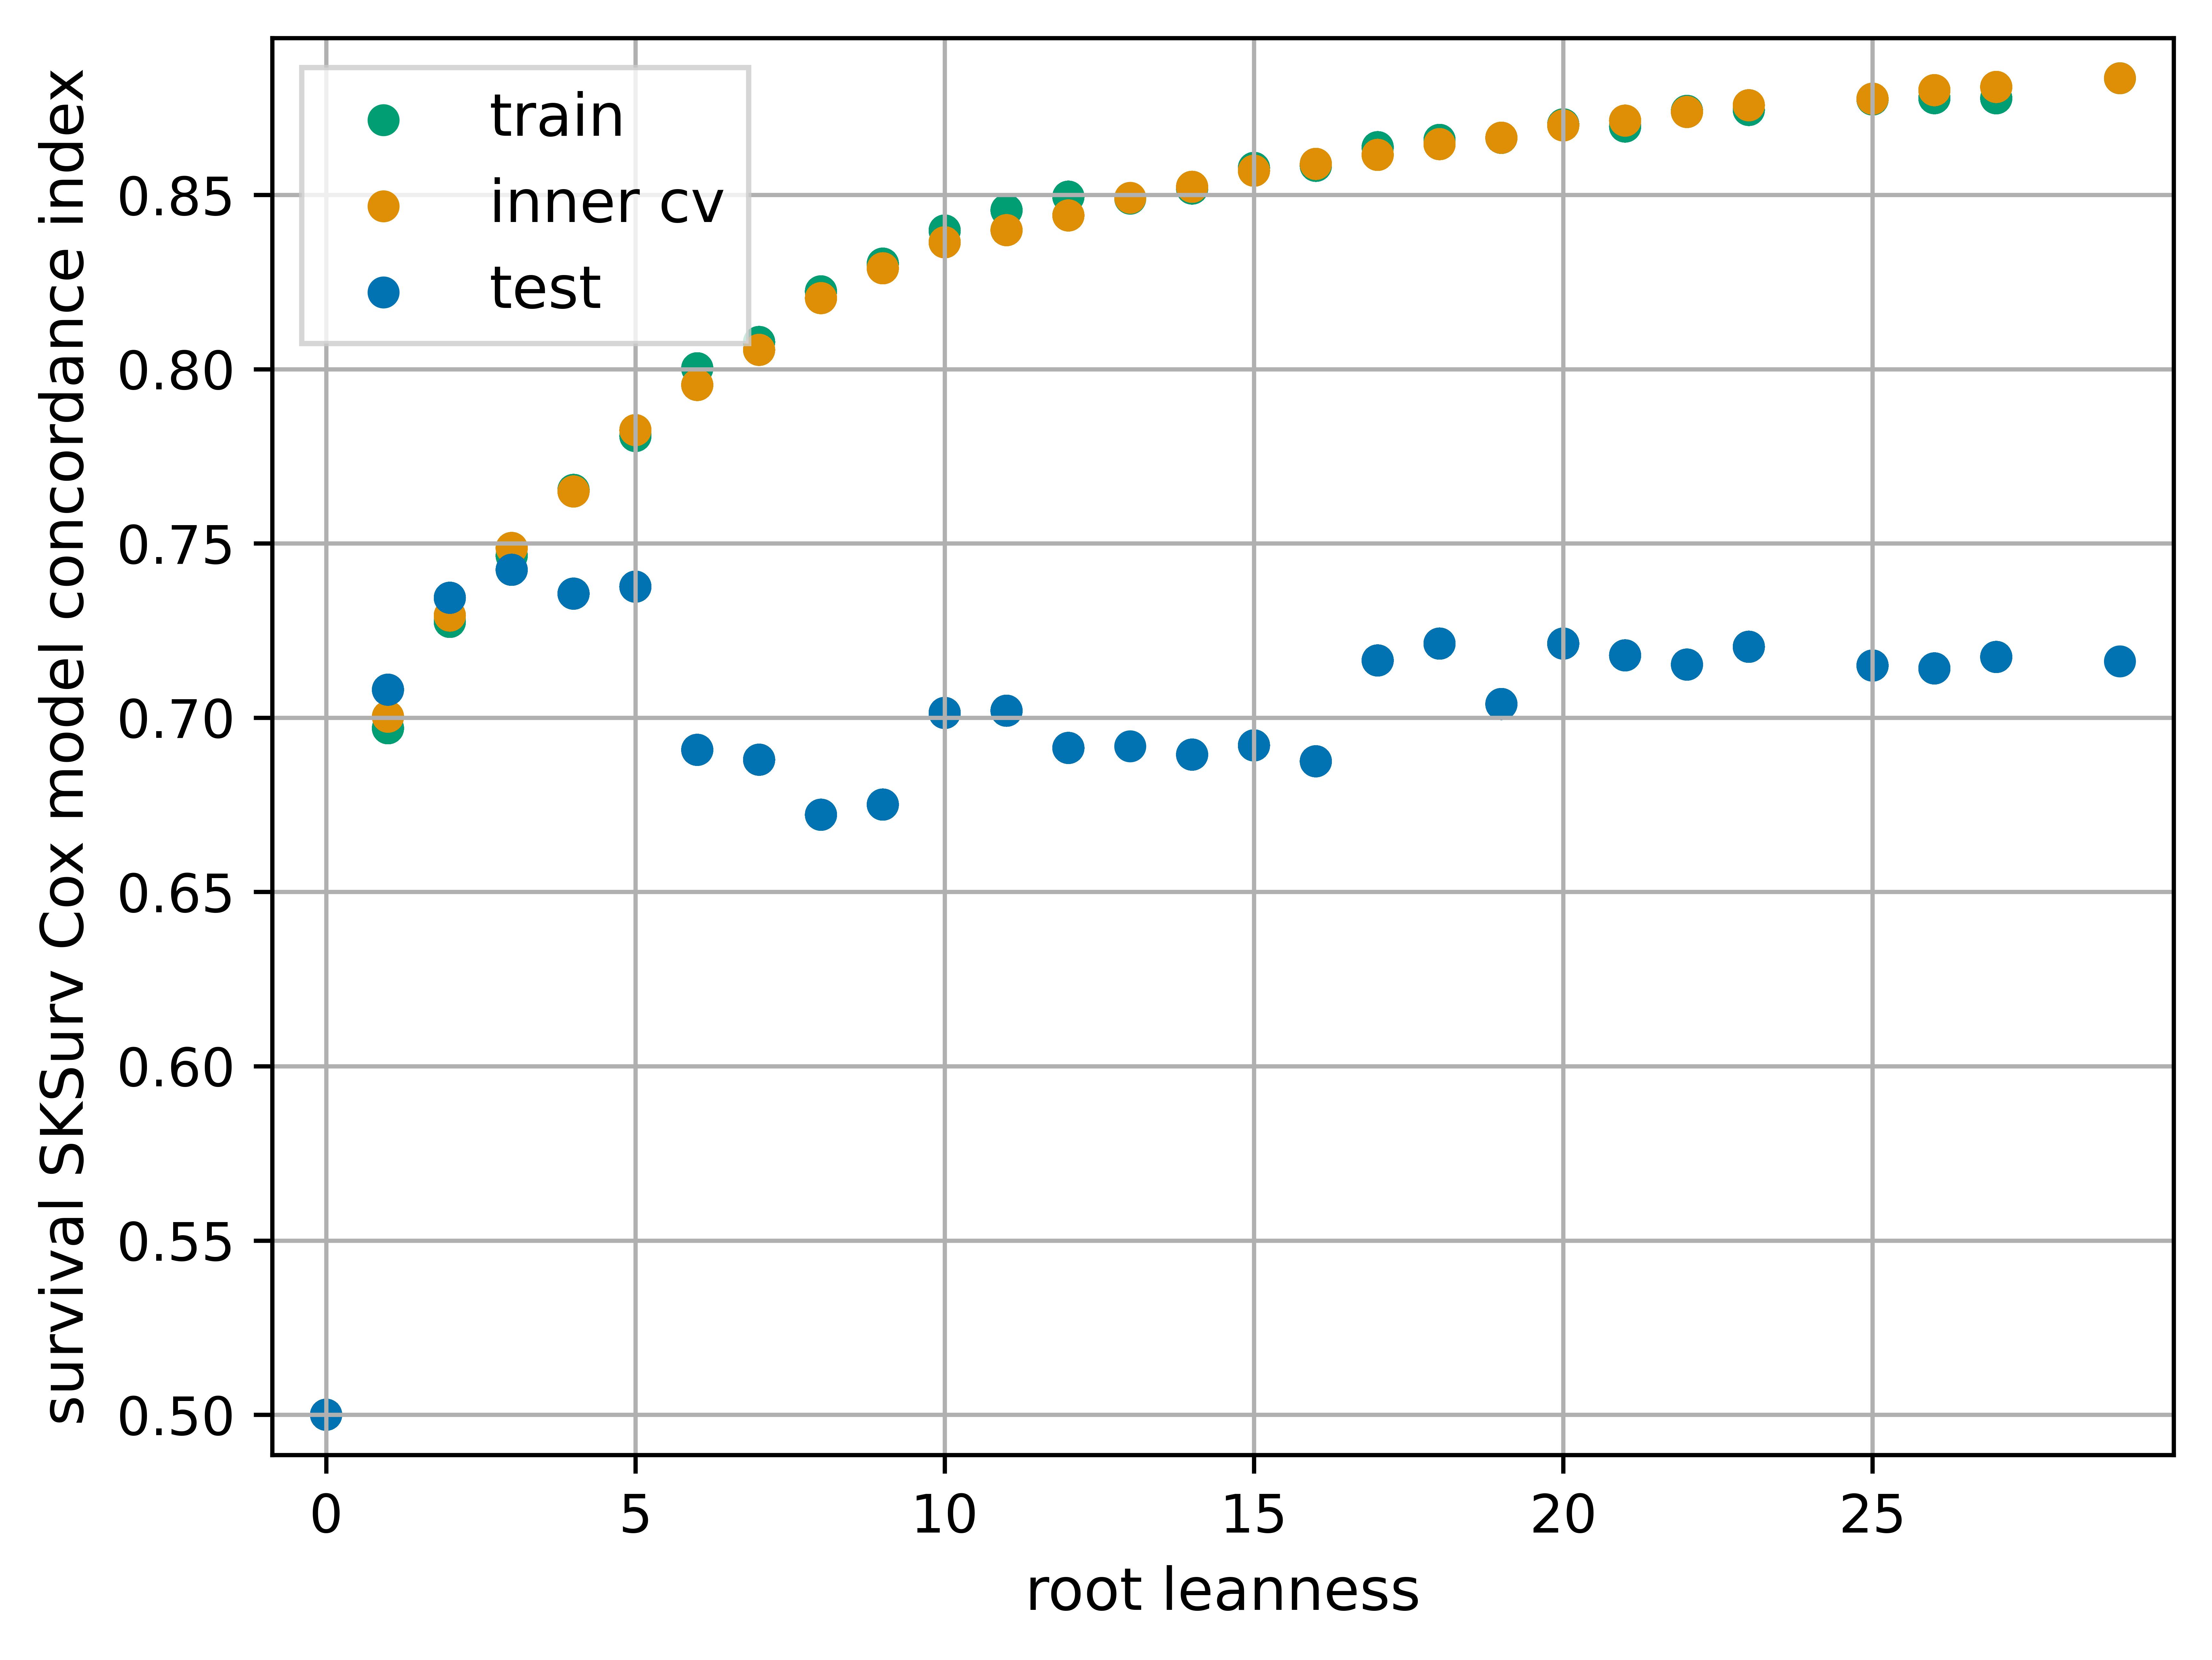 survival SKSurv Cox model concordance index
train
inner cv
test
0.85
0.80
0.75
0.70
0.65
0.60
0.55
0.50
0 5 10 15 20 25
root leanness